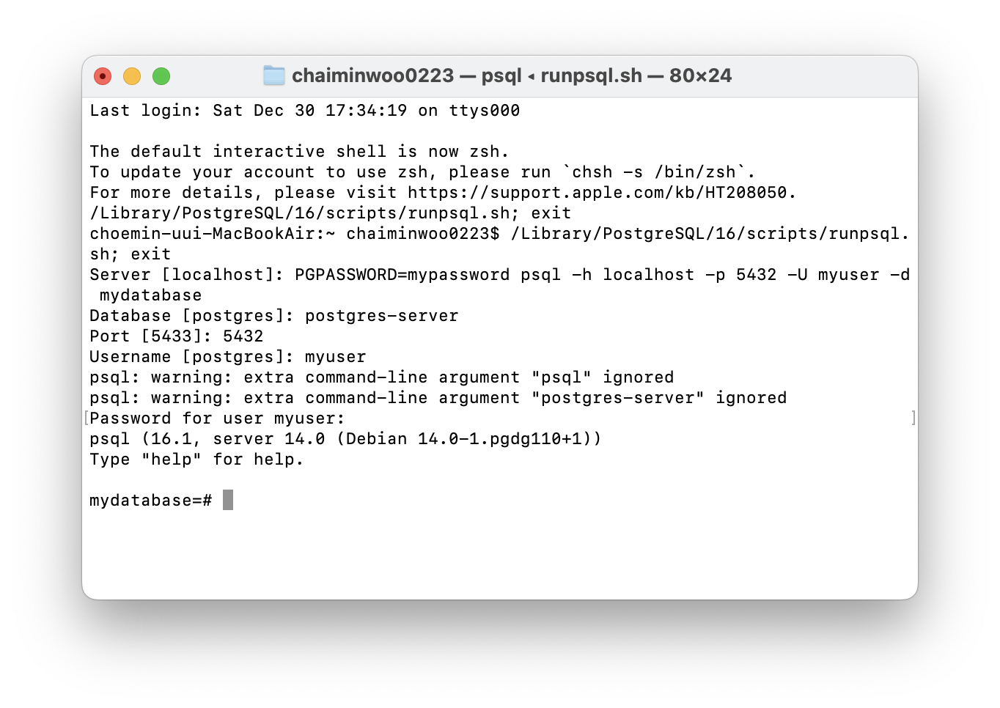 chaiminwoo0223 — psql ◂ runpsql.sh — 80×24
Last login: Sat Dec 30 17:34:19 on ttys000
The default interactive shell is now zsh.
To update your account to use zsh, please run `chsh -s /bin/zsh`.
For more details, please visit https://support.apple.com/kb/HT208050.
/Library/PostgreSQL/16/scripts/runpsql.sh; exit
choemin-uui-MacBookAir:~ chaiminwoo0223$ /Library/PostgreSQL/16/scripts/runpsql.
sh; exit
Server [localhost]: PGPASSWORD=mypassword psql -h localhost -p 5432 -U myuser -d
 mydatabase
Database [postgres]: postgres-server
Port [5433]: 5432
Username [postgres]: myuser
psql: warning: extra command-line argument "psql" ignored
psql: warning: extra command-line argument "postgres-server" ignored
[Password for user myuser: ]
psql (16.1, server 14.0 (Debian 14.0-1.pgdg110+1))
Type "help" for help.
mydatabase=#